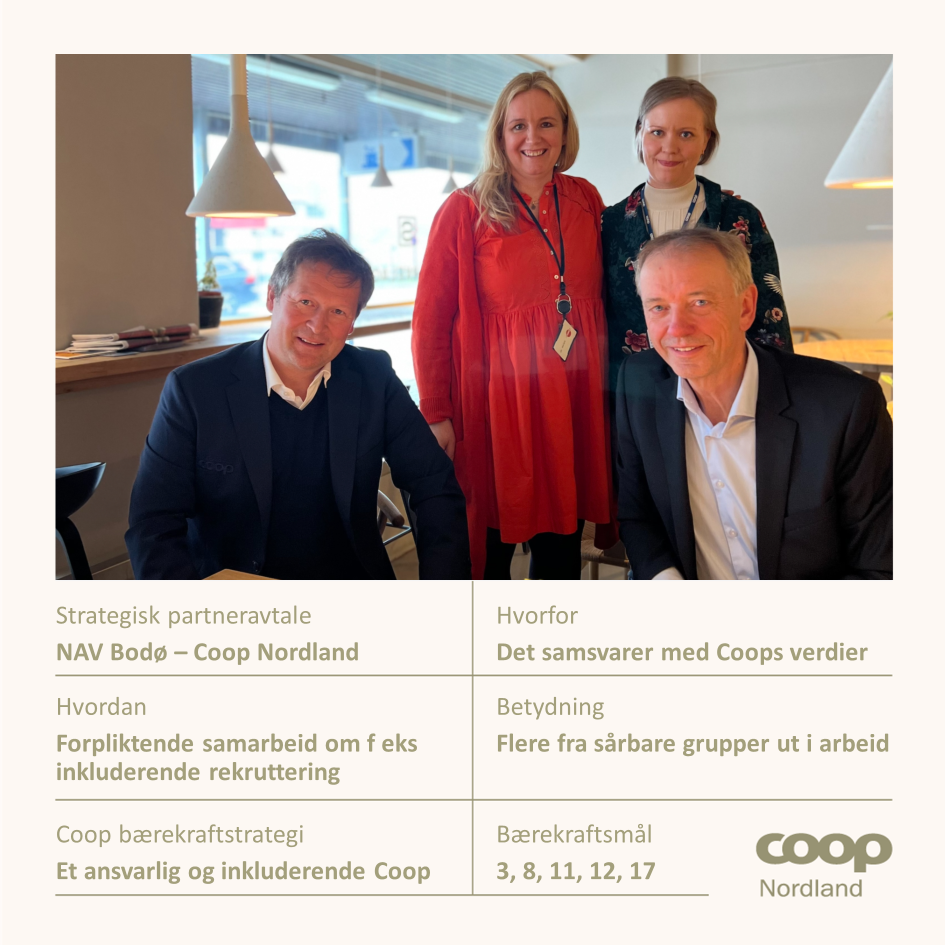 coop
Strategisk partneravtale
NAV Bodø – Coop Nordland
Hvorfor
Det samsvarer med Coops verdier
Hvordan
Forpliktende samarbeid om f eks
inkluderende rekruttering
Betydning
Flere fra sårbare grupper ut i arbeid
Coop bærekraftstrategi
Et ansvarlig og inkluderende Coop
Bærekraftsmål
3, 8, 11, 12, 17
coop
Nordland